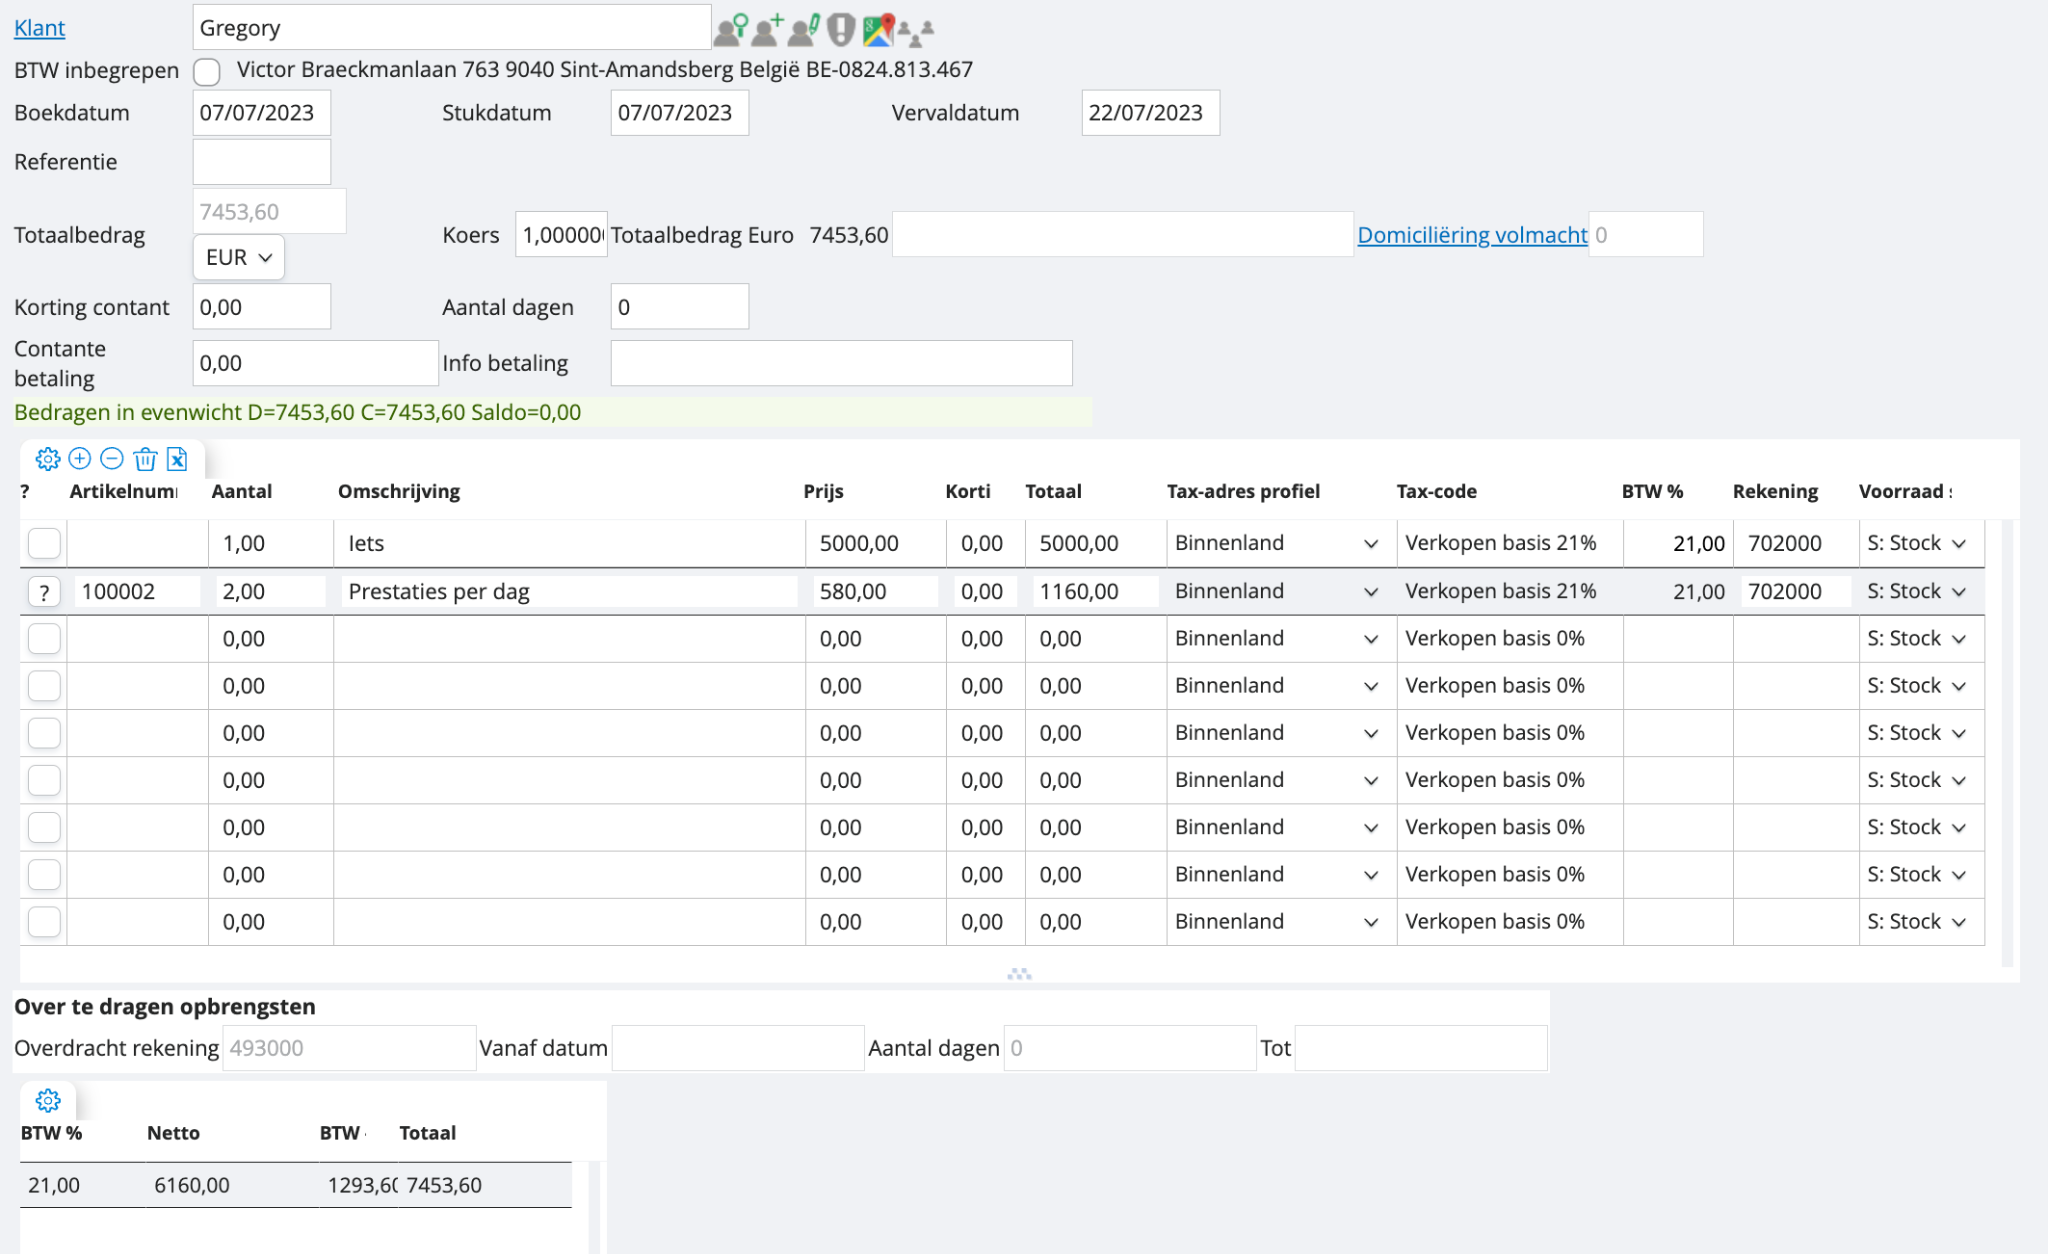 Klant Gregory
BTW inbegrepen Victor Braeckmanlaan 763 9040 Sint-Amandsberg België BE-0824.813.467
Boekdatum 07/07/2023 Stukdatum 07/07/2023 Vervaldatum 22/07/2023
Referentie
Totaalbedrag 7453,60 EUR Koers 1,00000 Totaalbedrag Euro 7453,60 Domiciliëring volmacht 0
Korting contant 0,00 Aantal dagen 0
Contante betaling 0,00 Info betaling
Bedragen in evenwicht D=7453,60 C=7453,60 Saldo=0,00
? Artikelnum Aantal Omschrijving Prijs Korti Totaal Tax-adres profiel Tax-code BTW % Rekening Voorraad
1,00 Iets 5000,00 0,00 5000,00 Binnenland Verkopen basis 21% 21,00 702000 S: Stock
? 100002 2,00 Prestaties per dag 580,00 0,00 1160,00 Binnenland Verkopen basis 21% 21,00 702000 S: Stock
0,00 0,00 0,00 0,00 Binnenland Verkopen basis 0% S: Stock
0,00 0,00 0,00 0,00 Binnenland Verkopen basis 0% S: Stock
0,00 0,00 0,00 0,00 Binnenland Verkopen basis 0% S: Stock
0,00 0,00 0,00 0,00 Binnenland Verkopen basis 0% S: Stock
0,00 0,00 0,00 0,00 Binnenland Verkopen basis 0% S: Stock
0,00 0,00 0,00 0,00 Binnenland Verkopen basis 0% S: Stock
0,00 0,00 0,00 0,00 Binnenland Verkopen basis 0% S: Stock
Over te dragen opbrengsten
Overdracht rekening 493000 Vanaf datum Aantal dagen 0 Tot
BTW % Netto BTW Totaal
21,00 6160,00 1293,60 7453,60